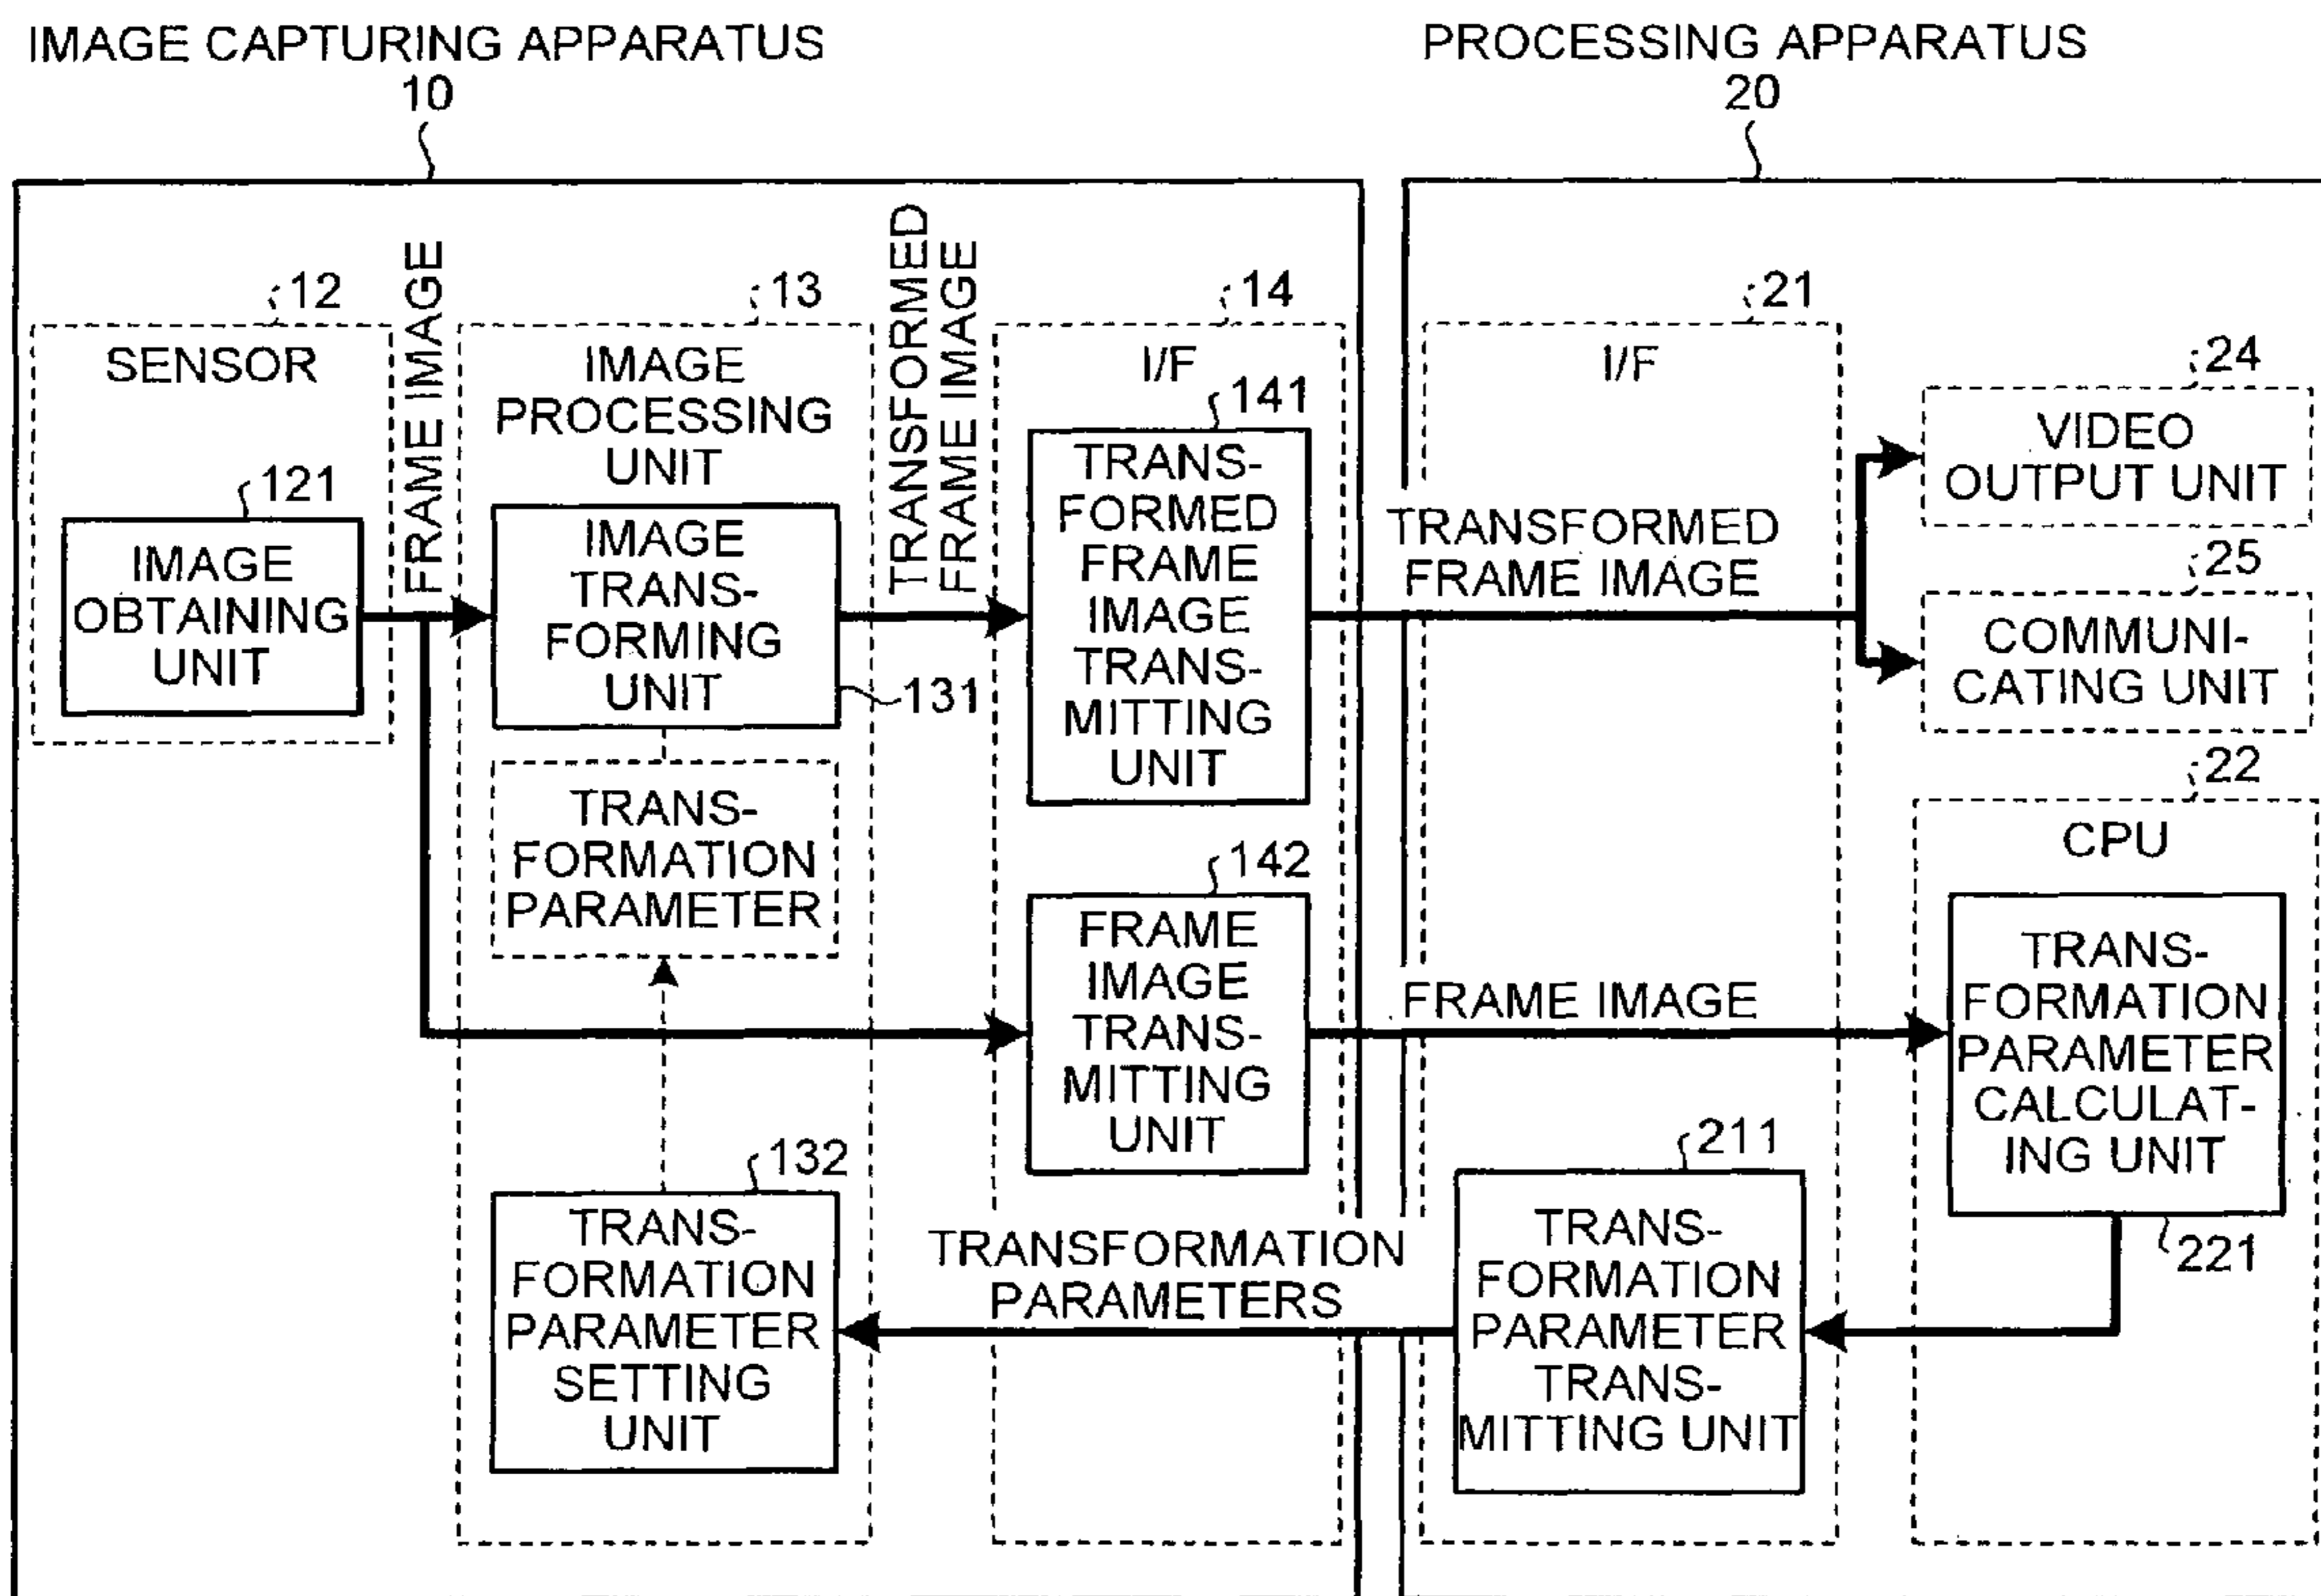 IMAGE CAPTURING APPARATUS
10
PROCESSING APPARATUS
20
12
SENSOR
121
IMAGE
OBTAINING
UNIT
FRAME IMAGE
13
IMAGE
PROCESSING
UNIT
IMAGE
TRANS-
FORMING
UNIT
131
TRANS-
FORMATION
PARAMETER
132
TRANS-
FORMATION
PARAMETER
SETTING
UNIT
TRANSFORMED
FRAME IMAGE
14
I/F
141
TRANS-
FORMED
FRAME
IMAGE
TRANS-
MITTING
UNIT
142
FRAME
IMAGE
TRANS-
MITTING
UNIT
TRANSFORMATION
PARAMETERS
21
I/F
TRANSFORMED
FRAME IMAGE
FRAME IMAGE
211
TRANS-
FORMATION
PARAMETER
TRANS-
MITTING UNIT
24
VIDEO
OUTPUT UNIT
25
COMMUNI-
CATING UNIT
22
CPU
TRANS-
FORMATION
PARAMETER
CALCULAT-
ING UNIT
221